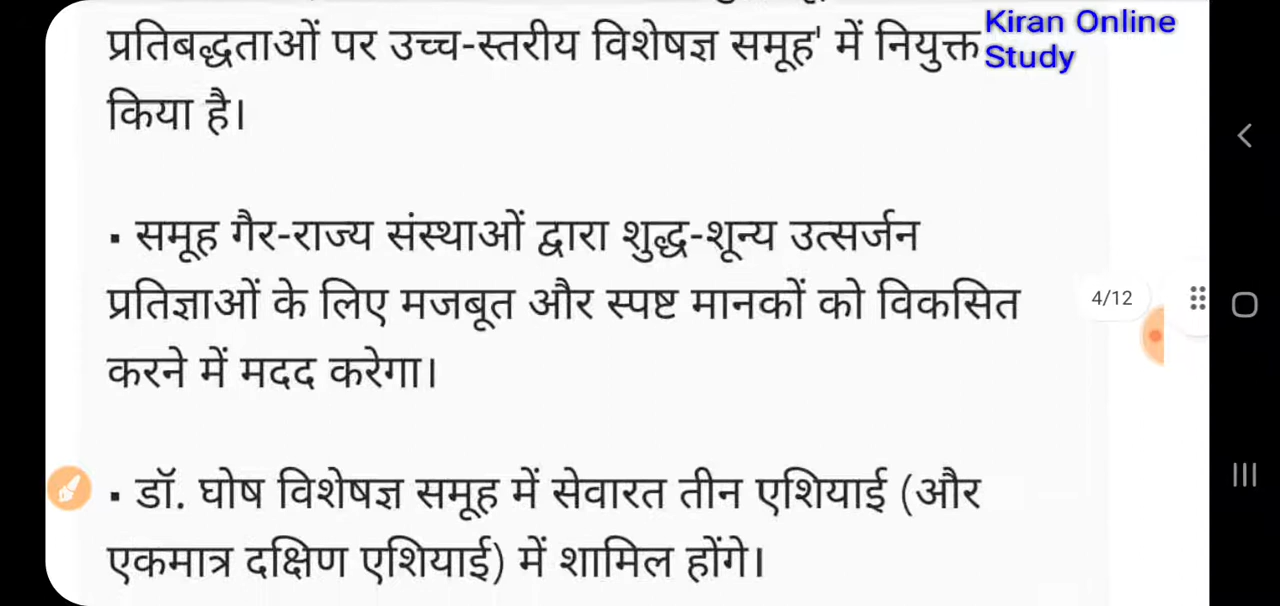 Kiran Online
Study
प्रतिबद्धताओं पर उच्च-स्तरीय विशेषज्ञ समूह' में नियुक्त
किया है।
▪ समूह गैर-राज्य संस्थाओं द्वारा शुद्ध-शून्य उत्सर्जन
प्रतिज्ञाओं के लिए मजबूत और स्पष्ट मानकों को विकसित
4/12
करने में मदद करेगा।
▪ डॉ. घोष विशेषज्ञ समूह में सेवारत तीन एशियाई (और
एकमात्र दक्षिण एशियाई) में शामिल होंगे।